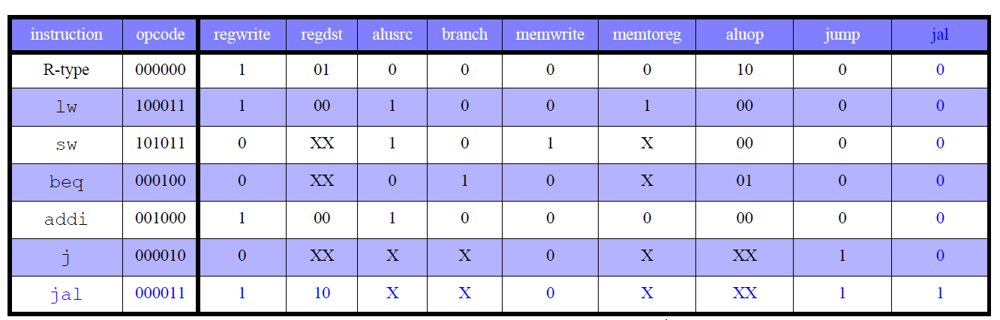 instruction opcode regwrite regdst alusrc branch memwrite memtoreg aluop jump jal
R-type 000000 1 01 0 0 0 0 10 0 0
lw 100011 1 00 1 0 0 1 00 0 0
sw 101011 0 XX 1 0 1 X 00 0 0
beq 000100 0 XX 0 1 0 X 01 0 0
addi 001000 1 00 1 0 0 0 00 0 0
j 000010 0 XX X X 0 X XX 1 0
jal 000011 1 10 X X 0 X XX 1 1